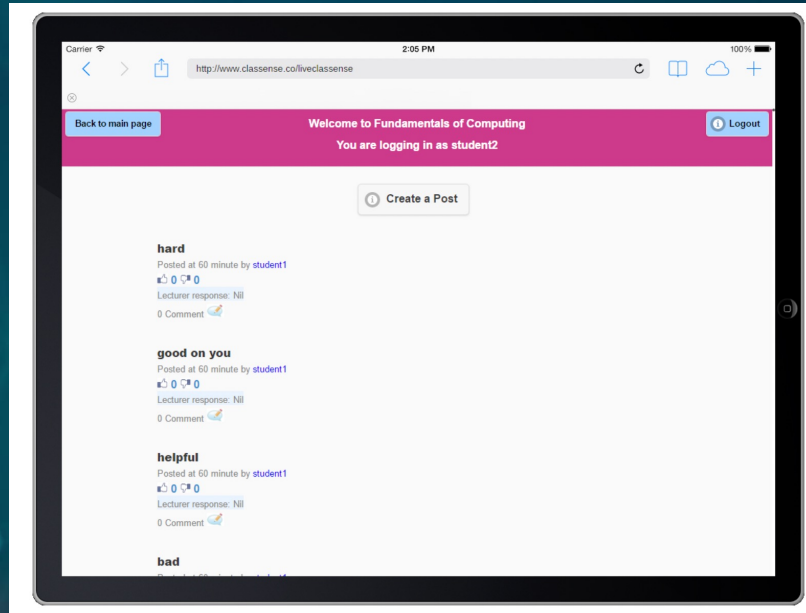 Carrier 2:05 PM 100%
http://www.classense.co/liveclassense
Back to main page Welcome to Fundamentals of Computing Logout
You are logging in as student2
Create a Post
hard
Posted at 60 minute by student1
0 0
Lecturer response: Nil
0 Comment
good on you
Posted at 60 minute by student1
0 0
Lecturer response: Nil
0 Comment
helpful
Posted at 60 minute by student1
0 0
Lecturer response: Nil
0 Comment
bad